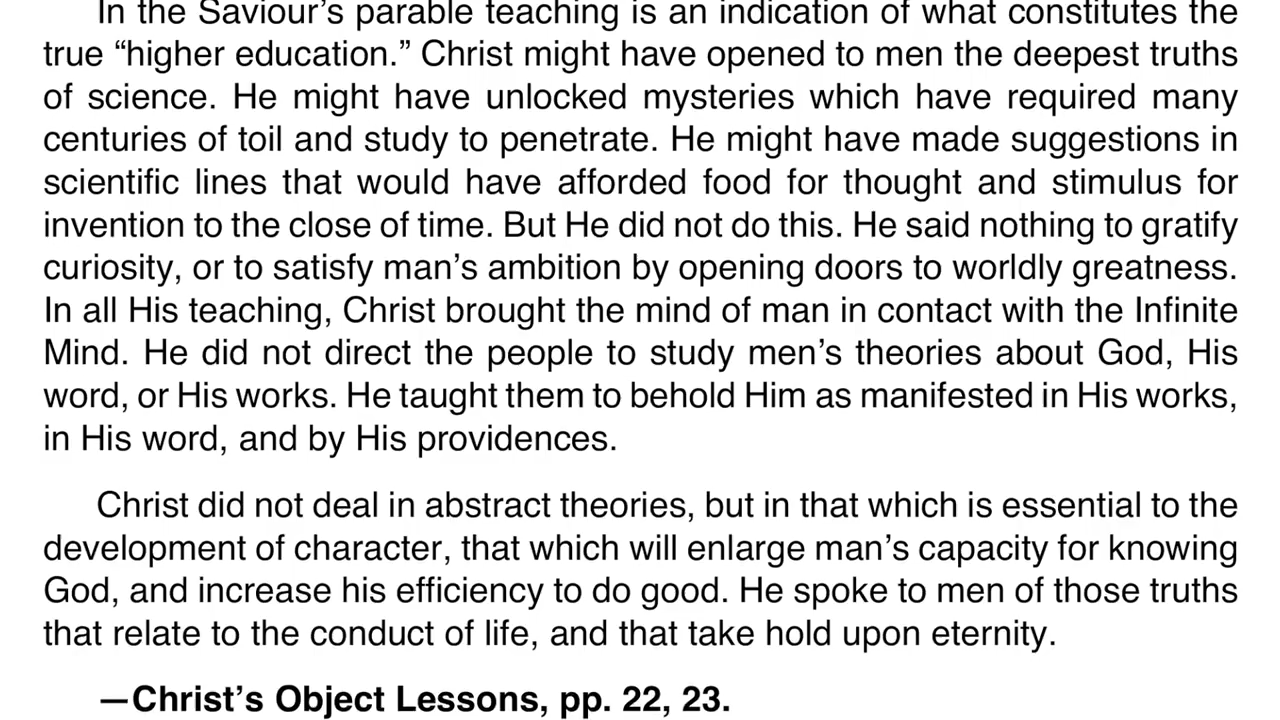 In the Saviour’s parable teaching is an indication of what constitutes the
true “higher education.” Christ might have opened to men the deepest truths
of science. He might have unlocked mysteries which have required many
centuries of toil and study to penetrate. He might have made suggestions in
scientific lines that would have afforded food for thought and stimulus for
invention to the close of time. But He did not do this. He said nothing to gratify
curiosity, or to satisfy man’s ambition by opening doors to worldly greatness.
In all His teaching, Christ brought the mind of man in contact with the Infinite
Mind. He did not direct the people to study men’s theories about God, His
word, or His works. He taught them to behold Him as manifested in His works,
in His word, and by His providences.
Christ did not deal in abstract theories, but in that which is essential to the
development of character, that which will enlarge man’s capacity for knowing
God, and increase his efficiency to do good. He spoke to men of those truths
that relate to the conduct of life, and that take hold upon eternity.
—Christ’s Object Lessons, pp. 22, 23.